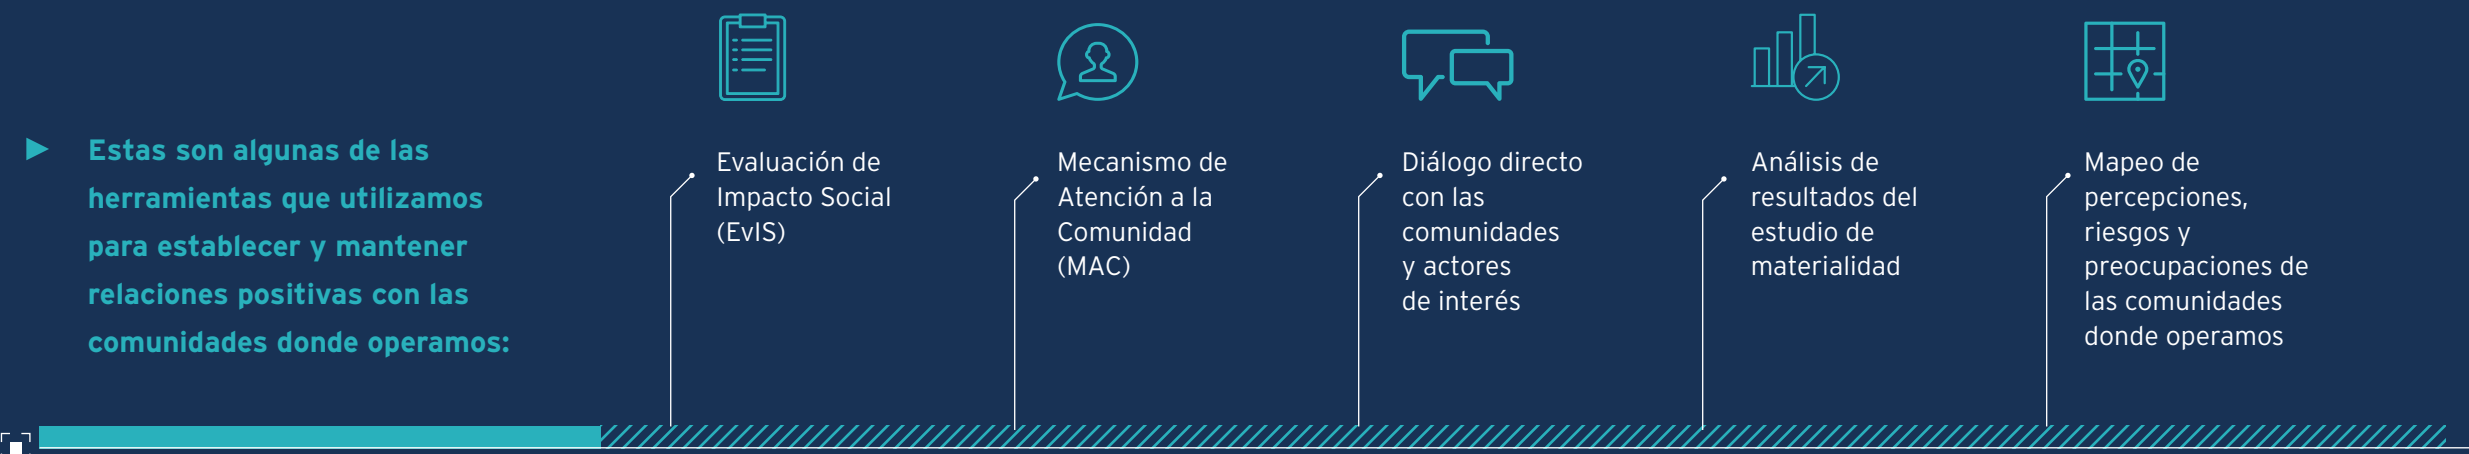 Estas son algunas de las
herramientas que utilizamos
para establecer y mantener
relaciones positivas con las
comunidades donde operamos:
Evaluación de
Impacto Social
(EvIS)
Mecanismo de
Atención a la
Comunidad
(MAC)
Diálogo directo
con las
comunidades
y actores
de interés
Análisis de
resultados del
estudio de
materialidad
Mapeo de
percepciones,
riesgos y
preocupaciones de
las comunidades
donde operamos